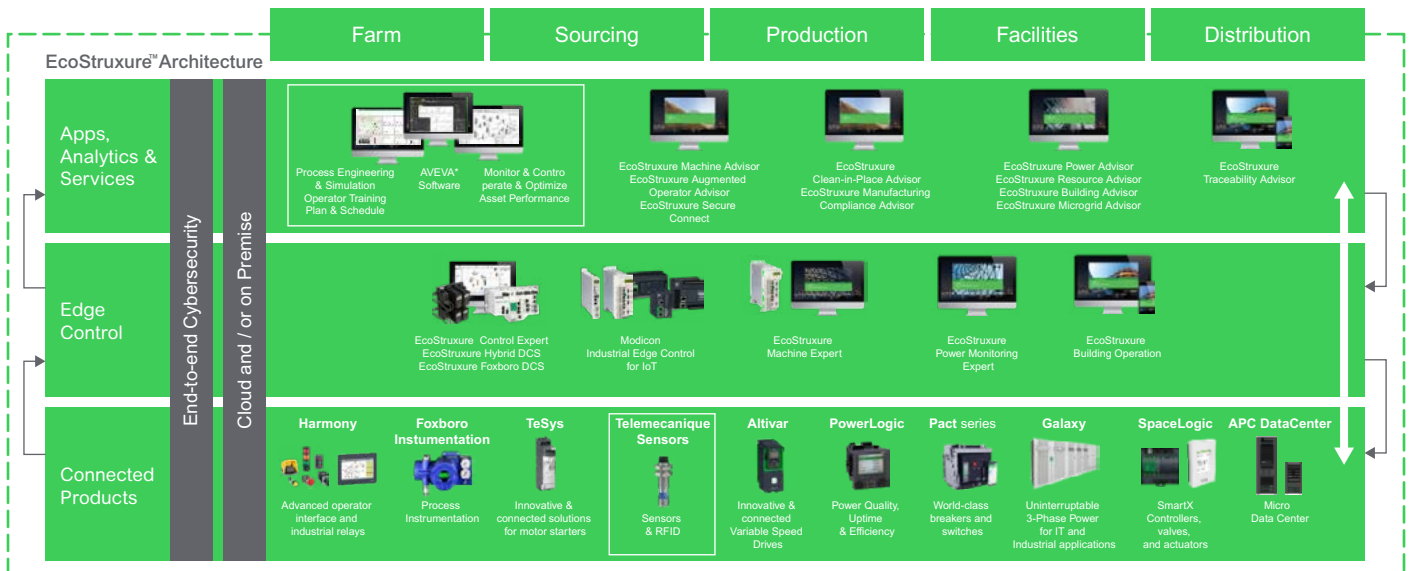 Farm
Sourcing
Production
Facilities
Distribution
EcoStruxure™ Architecture
Apps,
Analytics &
Services
End-to-end Cybersecurity
Cloud and / or on Premise
Process Engineering
& Simulation
Operator Training
Plan & Schedule
AVEVA*
Software
Monitor & Contro
perate & Optimize
Asset Performance
EcoStruxure Machine Advisor
EcoStruxure Augmented
Operator Advisor
EcoStruxure Secure
Connect
EcoStruxure
Clean-in-Place Advisor
EcoStruxure Manufacturing
Compliance Advisor
EcoStruxure Power Advisor
EcoStruxure Resource Advisor
EcoStruxure Building Advisor
EcoStruxure Microgrid Advisor
EcoStruxure
Traceability Advisor
Edge
Control
EcoStruxure Control Expert
EcoStruxure Hybrid DCS
EcoStruxure Foxboro DCS
Modicon
Industrial Edge Control
for IoT
EcoStruxure
Machine Expert
EcoStruxure
Power Monitoring
Expert
EcoStruxure
Building Operation
Connected
Products
Harmony
Advanced operator
interface and
industrial relays
Foxboro
Instumentation
Process
Instrumentation
TeSys
Innovative &
connected solutions
for motor starters
Telemecanique
Sensors
Sensors
& RFID
Altivar
Innovative &
connected
Variable Speed
Drives
PowerLogic
Power Quality,
Uptime
& Efficiency
Pact series
World-class
breakers and
switches
Galaxy
Uninterruptable
3-Phase Power
for IT and
Industrial applications
SpaceLogic
SmartX
Controllers,
valves,
and actuators
APC DataCenter
Micro
Data Center